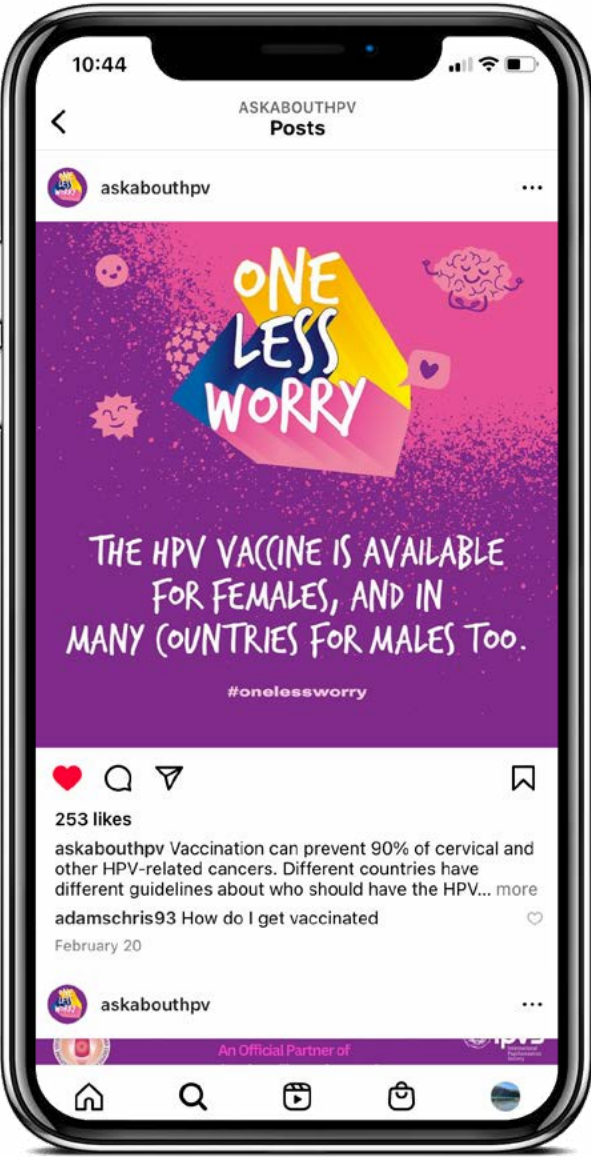 10:44
ASKABOUTHPV
Posts
askabouthpv
ONE
LESS
WORRY
THE HPV VACCINE IS AVAILABLE
FOR FEMALES, AND IN
MANY COUNTRIES FOR MALES TOO.
#onelessworry
253 likes
askabouthpv Vaccination can prevent 90% of cervical and
other HPV-related cancers. Different countries have
different guidelines about who should have the HPV... more
adamschris93 How do I get vaccinated
February 20
askabouthpv
An Official Partner of
International
Papillomavirus
Society